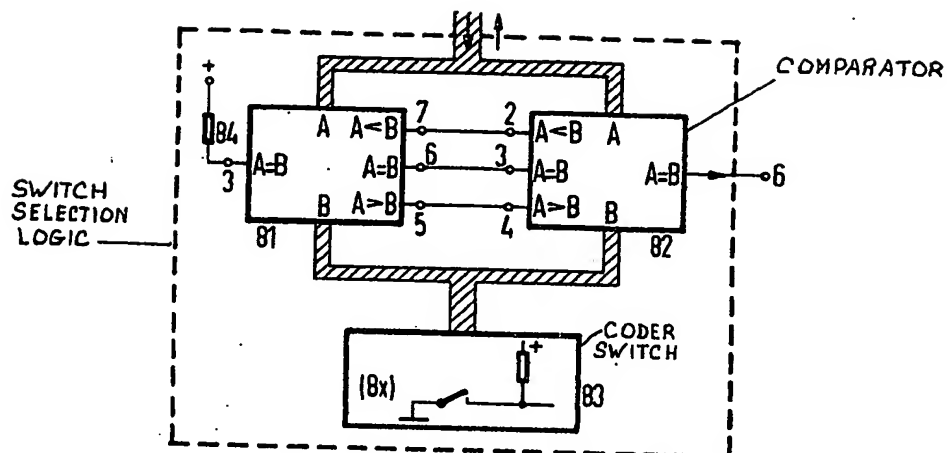 COMPARATOR
+
84
3
A=B
A
A<B
A=B
A>B
B
81
7
6
5
2
3
4
A<B
A=B
A>B
A
A=B
B
82
6
SWITCH
SELECTION
LOGIC
CODER
SWITCH
+
(8x)
83